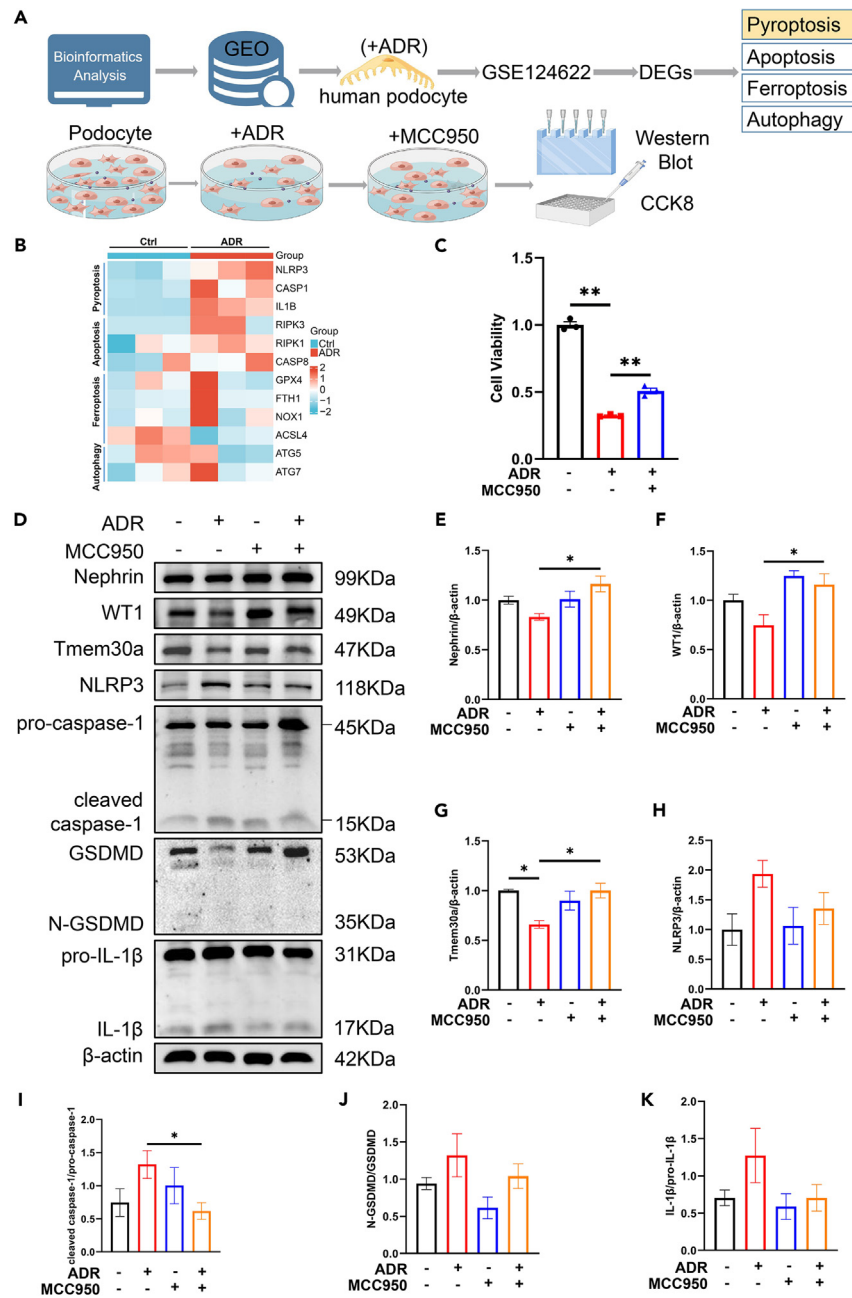 A
Bioinformatics
Analysis
GEO
(+ADR)
human podocyte
GSE124622
DEGs
Pyroptosis
Apoptosis
Ferroptosis
Autophagy
Podocyte
+ADR
+MCC950
Western
Blot
CCK8
B
Ctrl ADR
Group
Pyroptosis
Apoptosis
Ferroptosis
Autophagy
NLRP3
CASP1
IL1B
RIPK3
RIPK1
CASP8
GPX4
FTH1
NOX1
ACSL4
ATG5
ATG7
Group
Ctrl
ADR
2
1
0
−1
−2
C
Cell Viability
1.5
1.0
0.5
0.0
** **
ADR - + +
MCC950 - - +
D
ADR - + - +
MCC950 - - + +
Nephrin 99KDa
WT1 49KDa
Tmem30a 47KDa
NLRP3 118KDa
pro-caspase-1 45KDa
cleaved
caspase-1 15KDa
GSDMD 53KDa
N-GSDMD 35KDa
pro-IL-1β 31KDa
IL-1β 17KDa
β-actin 42KDa
E
Nephrin/β-actin
1.5
1.0
0.5
0.0
*
ADR - + - +
MCC950 - - + +
F
WT1/β-actin
1.5
1.0
0.5
0.0
*
ADR - + - +
MCC950 - - + +
G
Tmem30a/β-actin
1.5
1.0
0.5
0.0
* *
ADR - + - +
MCC950 - - + +
H
NLRP3/β-actin
2.5
2.0
1.5
1.0
0.5
0.0
ADR - + - +
MCC950 - - + +
I
cleaved caspase-1/pro-caspase-1
2.0
1.5
1.0
0.5
0.0
*
ADR - + - +
MCC950 - - + +
J
N-GSDMD/GSDMD
2.0
1.5
1.0
0.5
0.0
ADR - + - +
MCC950 - - + +
K
IL-1β/pro-IL-1β
2.0
1.5
1.0
0.5
0.0
ADR - + - +
MCC950 - - + +